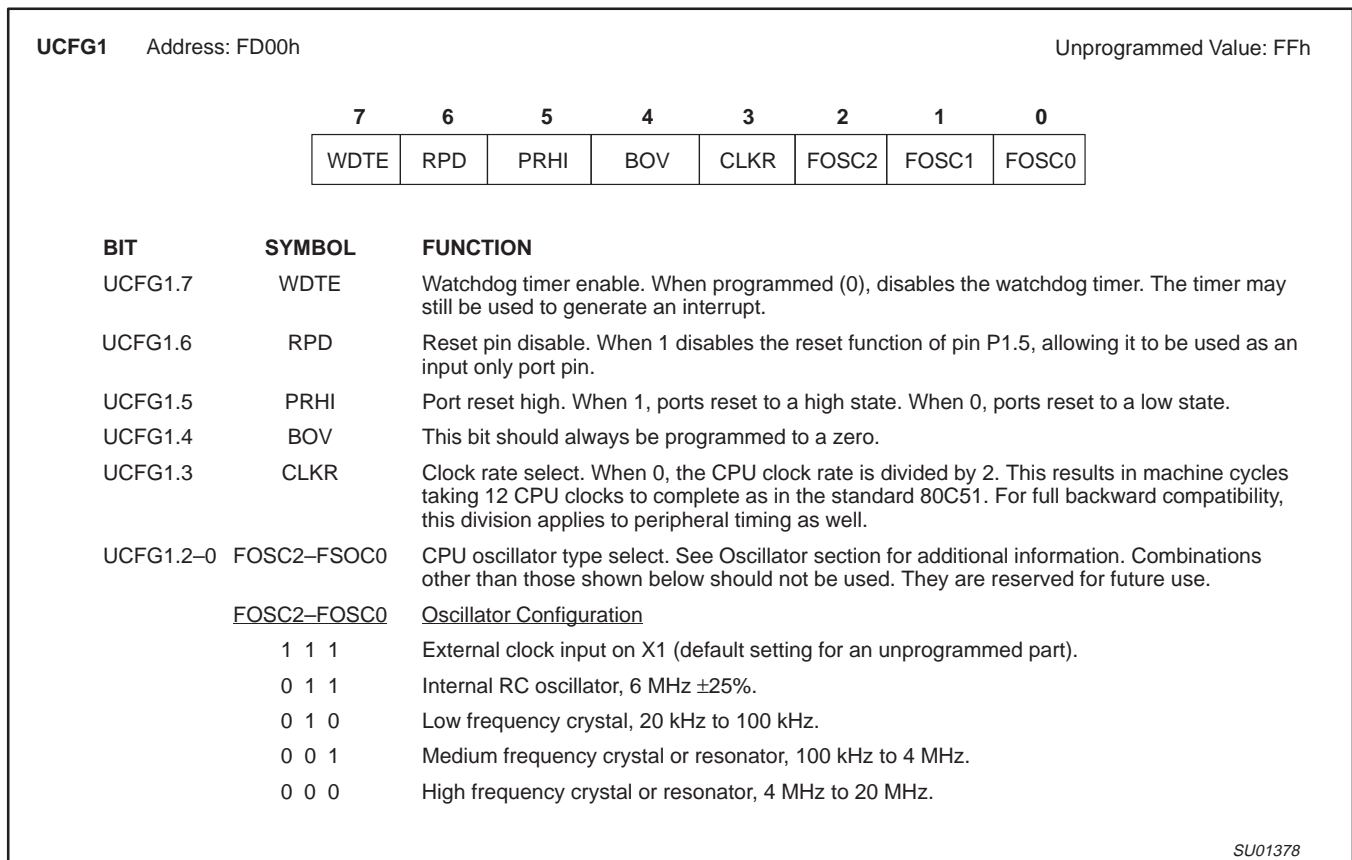 UCFG1 Address: FD00h Unprogrammed Value: FFh
7 6 5 4 3 2 1 0
WDTE RPD PRHI BOV CLKR FOSC2 FOSC1 FOSC0
BIT SYMBOL FUNCTION
UCFG1.7 WDTE Watchdog timer enable. When programmed (0), disables the watchdog timer. The timer may
still be used to generate an interrupt.
UCFG1.6 RPD Reset pin disable. When 1 disables the reset function of pin P1.5, allowing it to be used as an
input only port pin.
UCFG1.5 PRHI Port reset high. When 1, ports reset to a high state. When 0, ports reset to a low state.
UCFG1.4 BOV This bit should always be programmed to a zero.
UCFG1.3 CLKR Clock rate select. When 0, the CPU clock rate is divided by 2. This results in machine cycles
taking 12 CPU clocks to complete as in the standard 80C51. For full backward compatibility,
this division applies to peripheral timing as well.
UCFG1.2–0 FOSC2–FSOC0 CPU oscillator type select. See Oscillator section for additional information. Combinations
other than those shown below should not be used. They are reserved for future use.
FOSC2–FOSC0 Oscillator Configuration
1 1 1 External clock input on X1 (default setting for an unprogrammed part).
0 1 1 Internal RC oscillator, 6 MHz ±25%.
0 1 0 Low frequency crystal, 20 kHz to 100 kHz.
0 0 1 Medium frequency crystal or resonator, 100 kHz to 4 MHz.
0 0 0 High frequency crystal or resonator, 4 MHz to 20 MHz.
SU01378